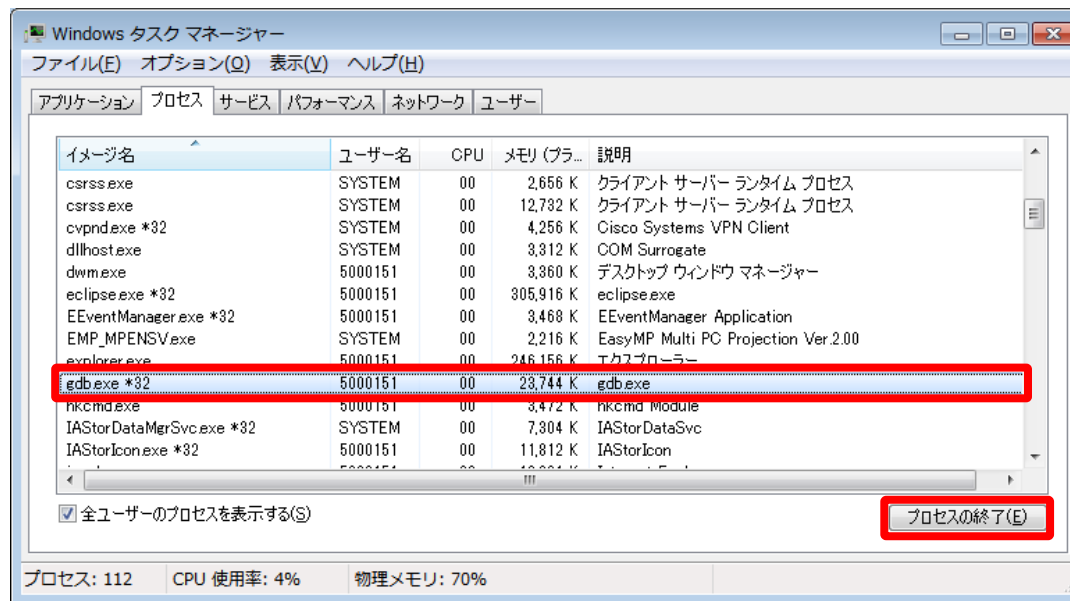 Windows タスク マネージャー
ファイル(F) オプション(O) 表示(V) ヘルプ(H)
アプリケーション プロセス サービス パフォーマンス ネットワーク ユーザー
イメージ名 ユーザー名 CPU メモリ (プラ... 説明
csrss.exe SYSTEM 00 2,656 K クライアント サーバー ランタイム プロセス
csrss.exe SYSTEM 00 12,732 K クライアント サーバー ランタイム プロセス
cvpnd.exe *32 SYSTEM 00 4,256 K Cisco Systems VPN Client
dllhost.exe SYSTEM 00 3,312 K COM Surrogate
dwm.exe 5000151 00 3,360 K デスクトップ ウィンドウ マネージャー
eclipse.exe *32 5000151 00 305,916 K eclipse.exe
EEventManager.exe *32 5000151 00 3,468 K EEventManager Application
EMP_MPENSV.exe SYSTEM 00 2,216 K EasyMP Multi PC Projection Ver.2.00
explorer.exe 5000151 00 246,156 K エクスプローラー
gdb.exe *32 5000151 00 23,744 K gdb.exe
hkcmd.exe 5000151 00 3,472 K hkcmd Module
IAStorDataMgrSvc.exe *32 SYSTEM 00 7,304 K IAStorDataSvc
IAStorIcon.exe *32 5000151 00 11,812 K IAStorIcon
全ユーザーのプロセスを表示する(S)
プロセスの終了(E)
プロセス: 112 CPU 使用率: 4% 物理メモリ: 70%